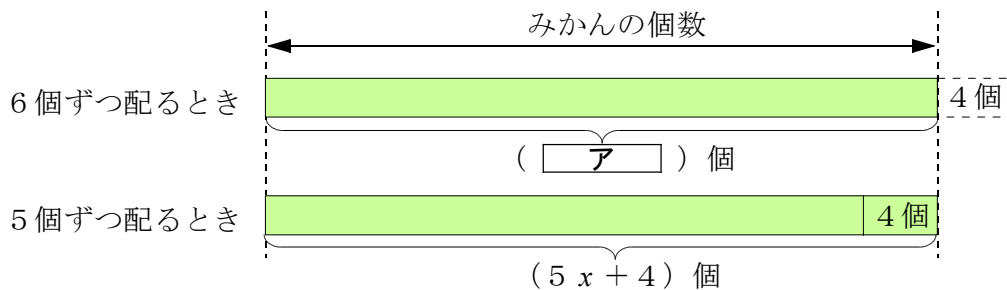 みかんの個数
6個ずつ配るとき
4個
( ア ) 個
5個ずつ配るとき
4個
(5x+4) 個